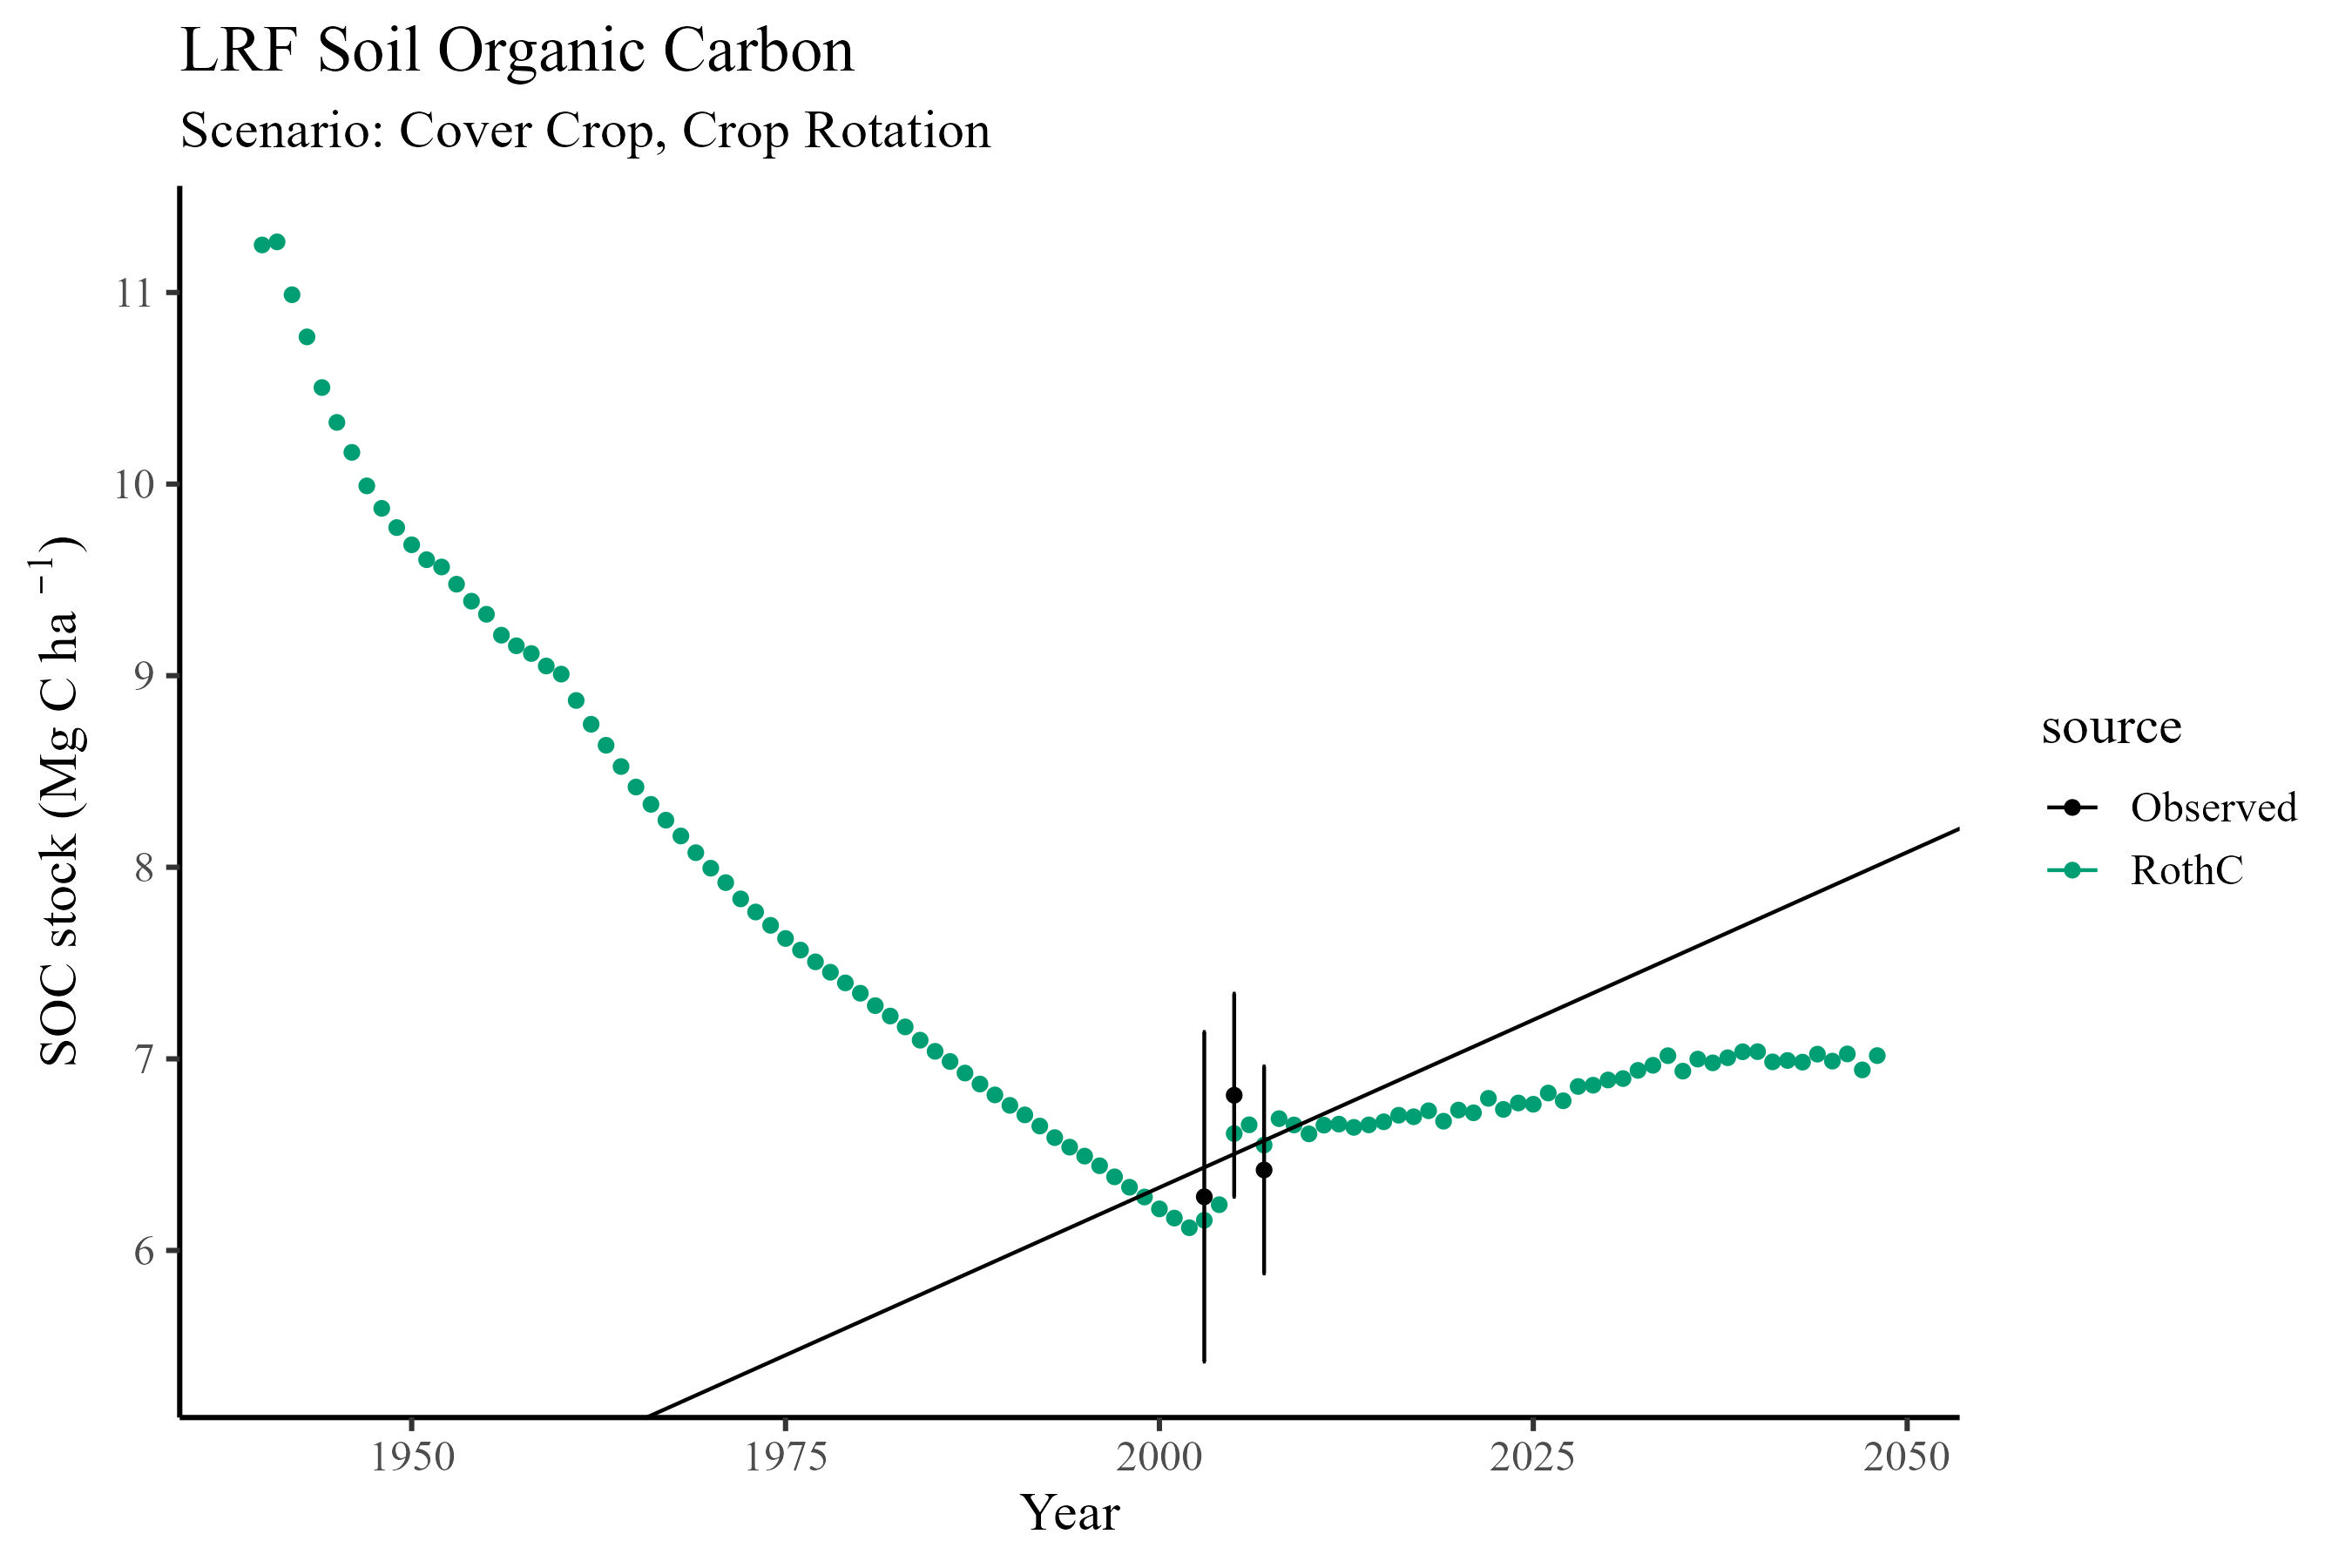 LRF Soil Organic Carbon
Scenario: Cover Crop, Crop Rotation
SOC stock (Mg C ha ⁻¹)
11
10
9
8
7
6
1950 1975 2000 2025 2050
Year
source
Observed
RothC